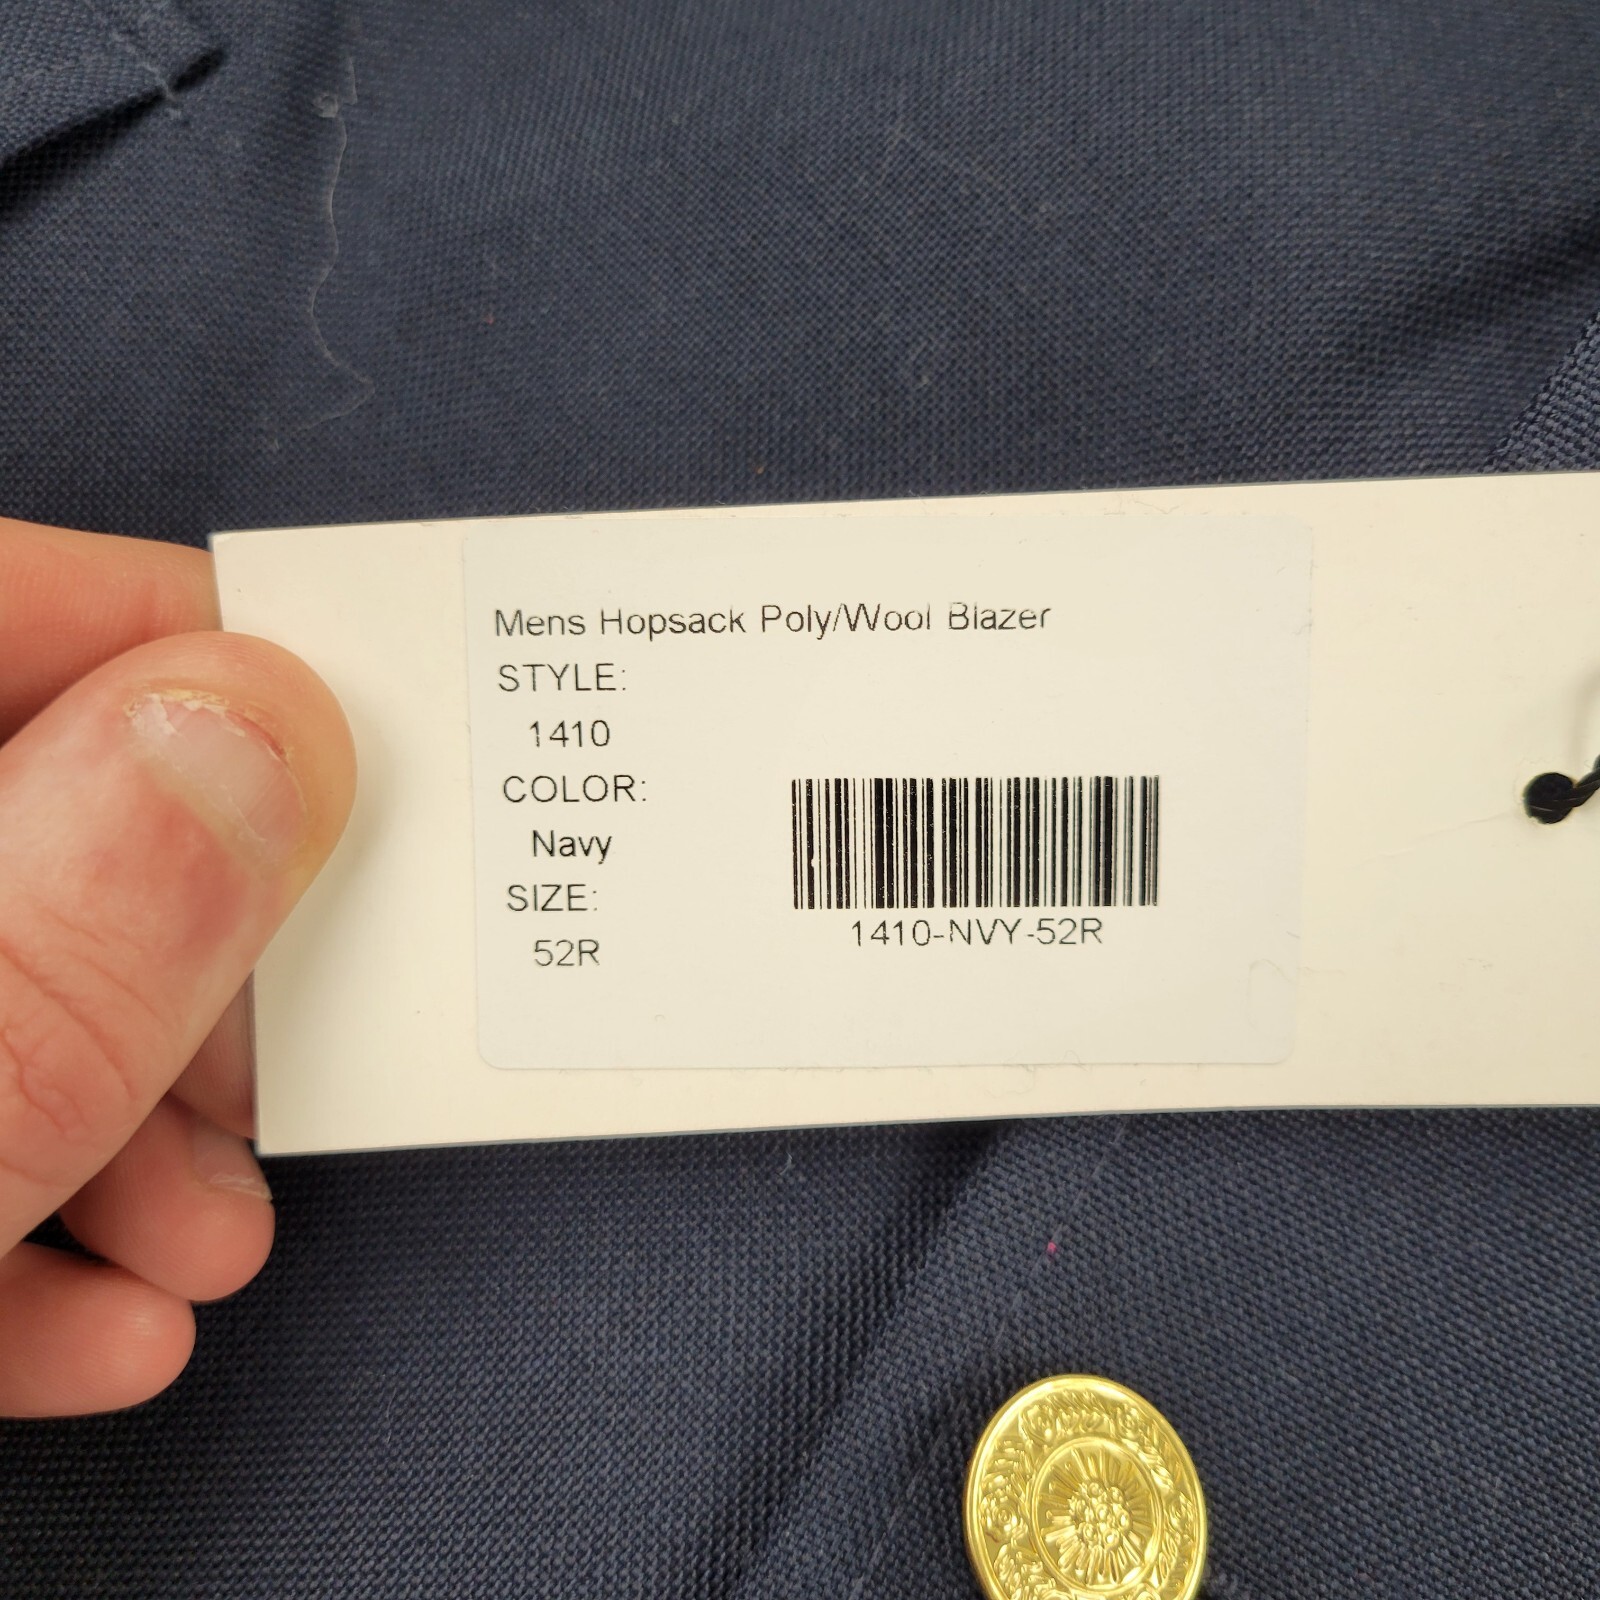 Mens Hopsack Poly/Wool Blazer
STYLE:
1410
COLOR:
Navy
SIZE:
52R
1410-NVY-52R